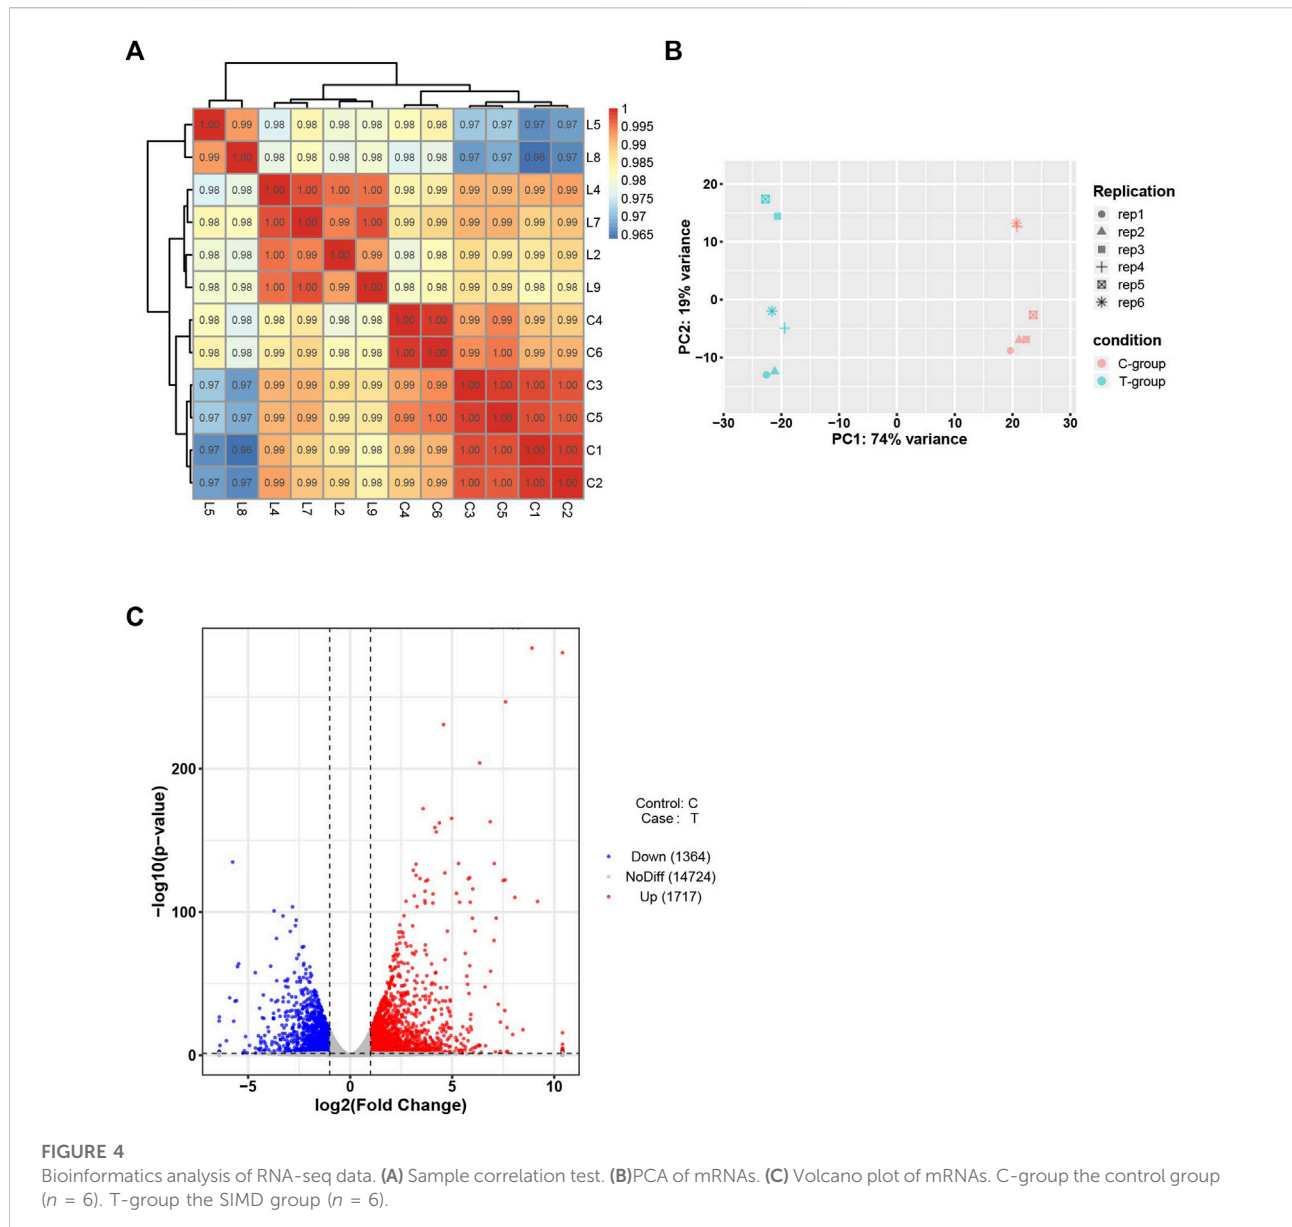 A
1.00 0.99 0.98 0.98 0.98 0.98 0.98 0.98 0.97 0.97 0.97 0.97 L5
0.99 1.00 0.98 0.98 0.98 0.98 0.98 0.98 0.97 0.97 0.96 0.97 L8
0.98 0.98 1.00 1.00 1.00 1.00 0.98 0.99 0.99 0.99 0.99 0.99 L4
0.98 0.98 1.00 1.00 0.99 1.00 0.98 0.99 0.99 0.99 0.99 0.99 L7
0.98 0.98 1.00 0.99 1.00 0.99 0.98 0.98 0.99 0.99 0.99 0.99 L2
0.98 0.98 1.00 1.00 0.99 1.00 0.98 0.98 0.99 0.99 0.98 0.98 L9
0.98 0.98 0.98 0.98 0.98 0.98 1.00 1.00 0.99 0.99 0.99 0.99 C4
0.98 0.98 0.99 0.99 0.98 0.98 1.00 1.00 0.99 1.00 0.99 0.99 C6
0.97 0.97 0.99 0.99 0.99 0.99 0.99 0.99 1.00 1.00 1.00 1.00 C3
0.97 0.97 0.99 0.99 0.99 0.99 0.99 1.00 1.00 1.00 1.00 1.00 C5
0.97 0.96 0.99 0.99 0.99 0.98 0.99 0.99 1.00 1.00 1.00 1.00 C1
0.97 0.97 0.99 0.99 0.99 0.98 0.99 0.99 1.00 1.00 1.00 1.00 C2
L5 L8 L4 L7 L2 L9 C4 C6 C3 C5 C1 C2
1
0.995
0.99
0.985
0.98
0.975
0.97
0.965
B
PC2: 19% variance
20
10
0
−10
−30 −20 −10 0 10 20 30
PC1: 74% variance
Replication
rep1
rep2
rep3
rep4
rep5
rep6
condition
C-group
T-group
C
−log10(p−value)
200
100
0
−5 0 5 10
log2(Fold Change)
Control: C
Case : T
Down (1364)
NoDiff (14724)
Up (1717)
FIGURE 4
Bioinformatics analysis of RNA-seq data. (A) Sample correlation test. (B)PCA of mRNAs. (C) Volcano plot of mRNAs. C-group the control group
(n = 6). T-group the SIMD group (n = 6).